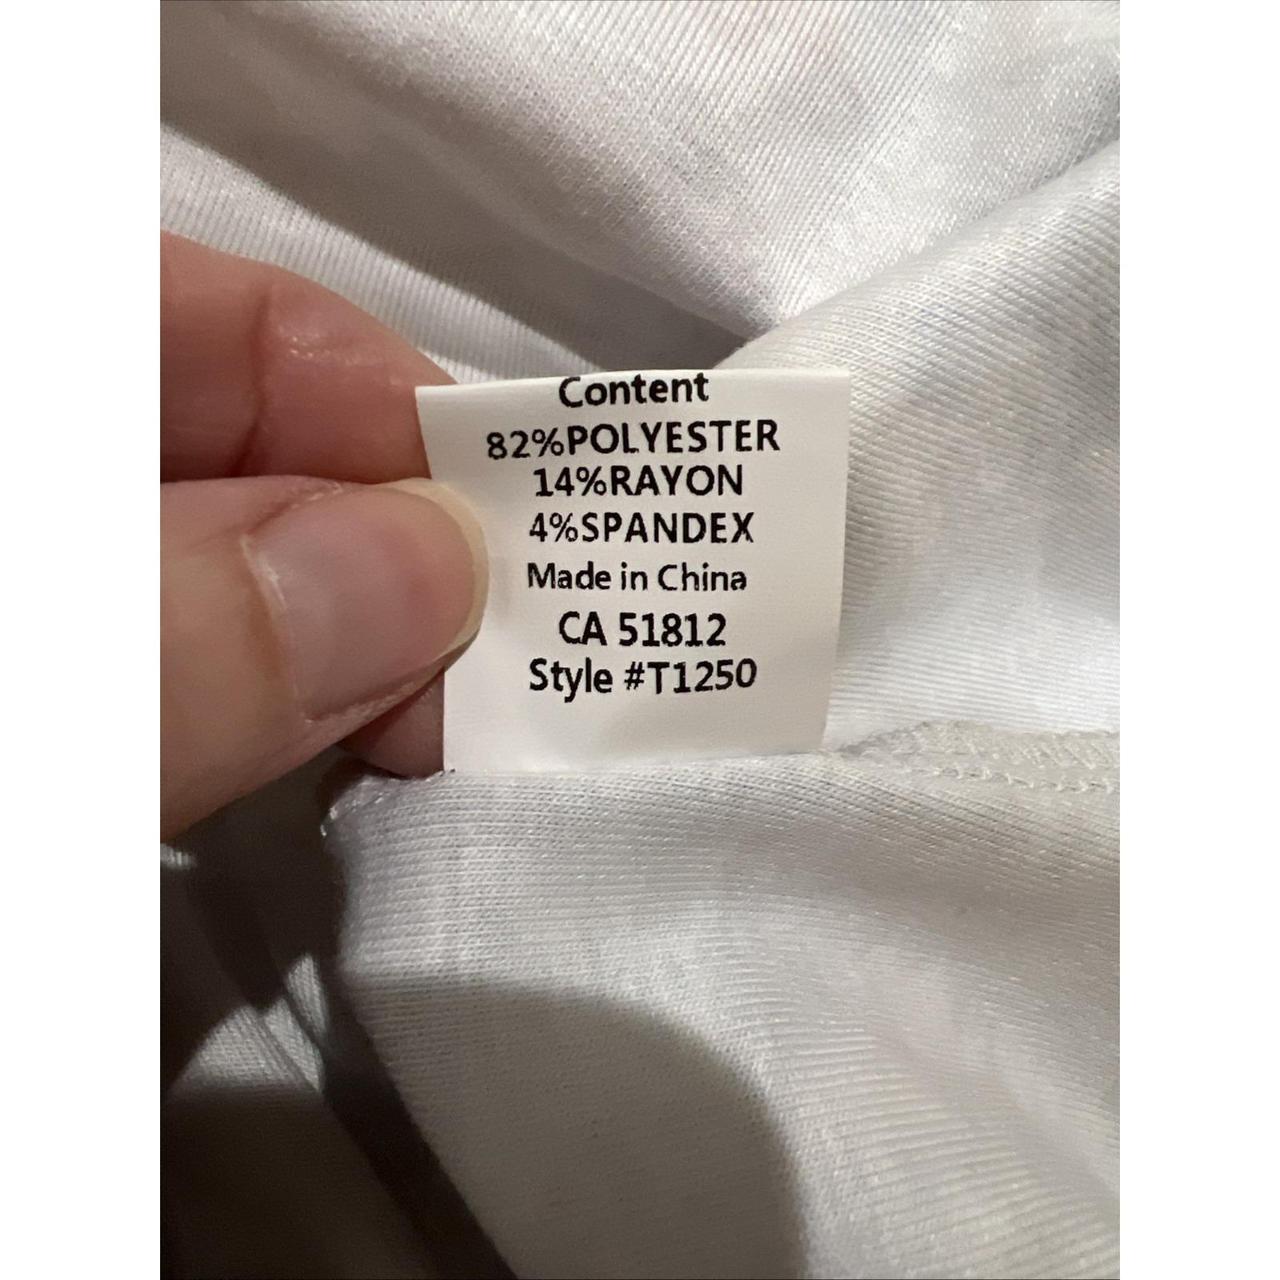 Content
82%POLYESTER
14%RAYON
4%SPANDEX
Made in China
CA 51812
Style #T1250